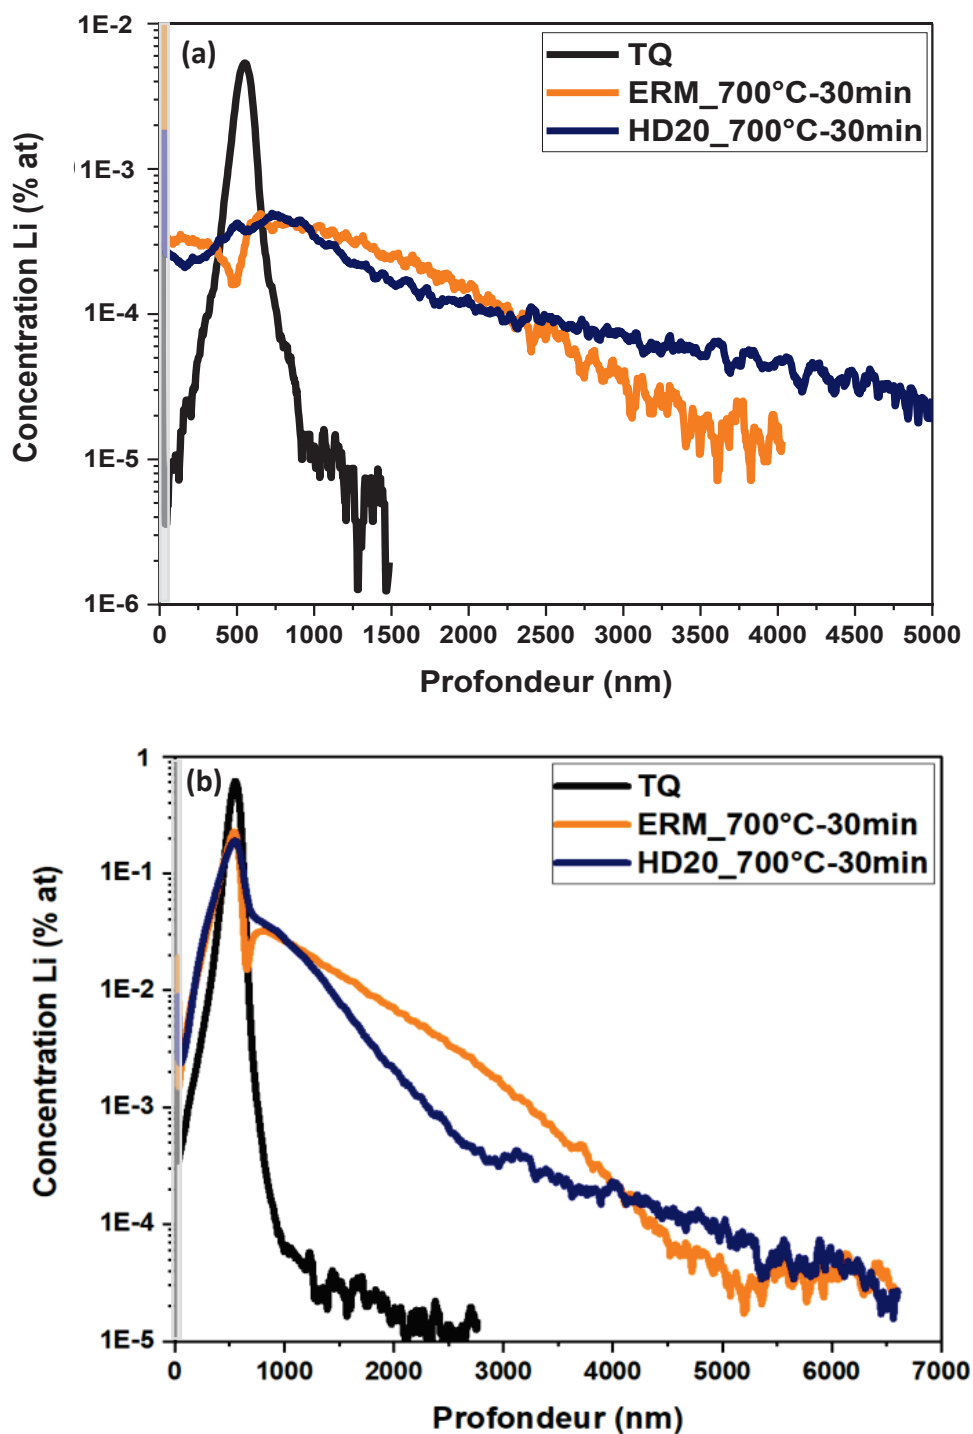 (a)
TQ
ERM_700°C-30min
HD20_700°C-30min
Concentration Li (% at)
1E-2
1E-3
1E-4
1E-5
1E-6
0 500 1000 1500 2000 2500 3000 3500 4000 4500 5000
Profondeur (nm)
(b)
TQ
ERM_700°C-30min
HD20_700°C-30min
Concentration Li (% at)
1
1E-1
1E-2
1E-3
1E-4
1E-5
0 1000 2000 3000 4000 5000 6000 7000
Profondeur (nm)